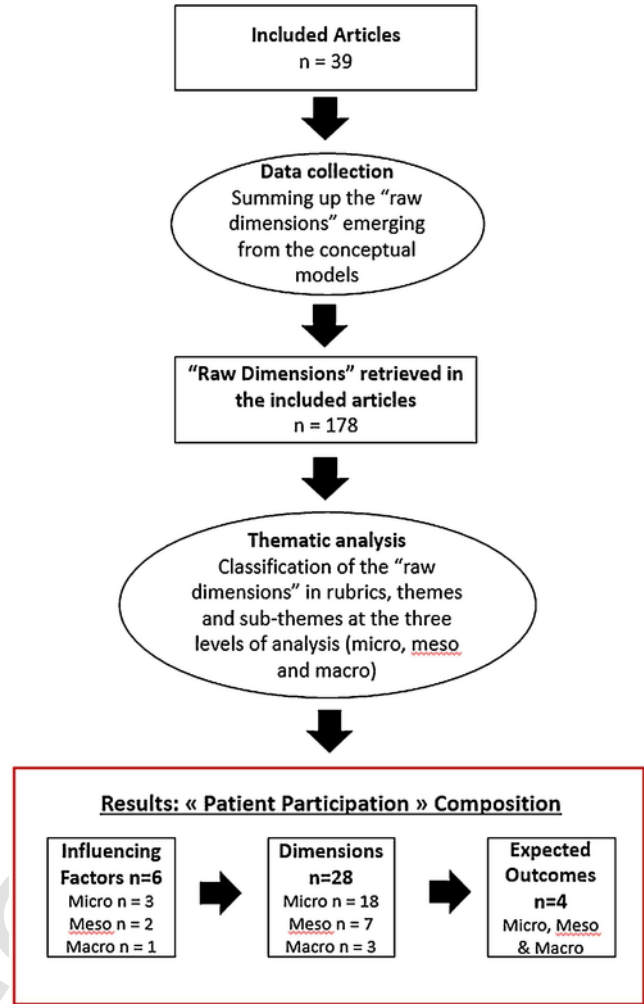 Included Articles
n = 39
Data collection
Summing up the “raw
dimensions” emerging
from the conceptual
models
“Raw Dimensions” retrieved in
the included articles
n = 178
Thematic analysis
Classification of the “raw
dimensions” in rubrics, themes
and sub-themes at the three
levels of analysis (micro, meso
and macro)
Results: « Patient Participation » Composition
Influencing
Factors n=6
Micro n = 3
Meso n = 2
Macro n = 1
Dimensions
n=28
Micro n = 18
Meso n = 7
Macro n = 3
Expected
Outcomes
n=4
Micro, Meso
& Macro